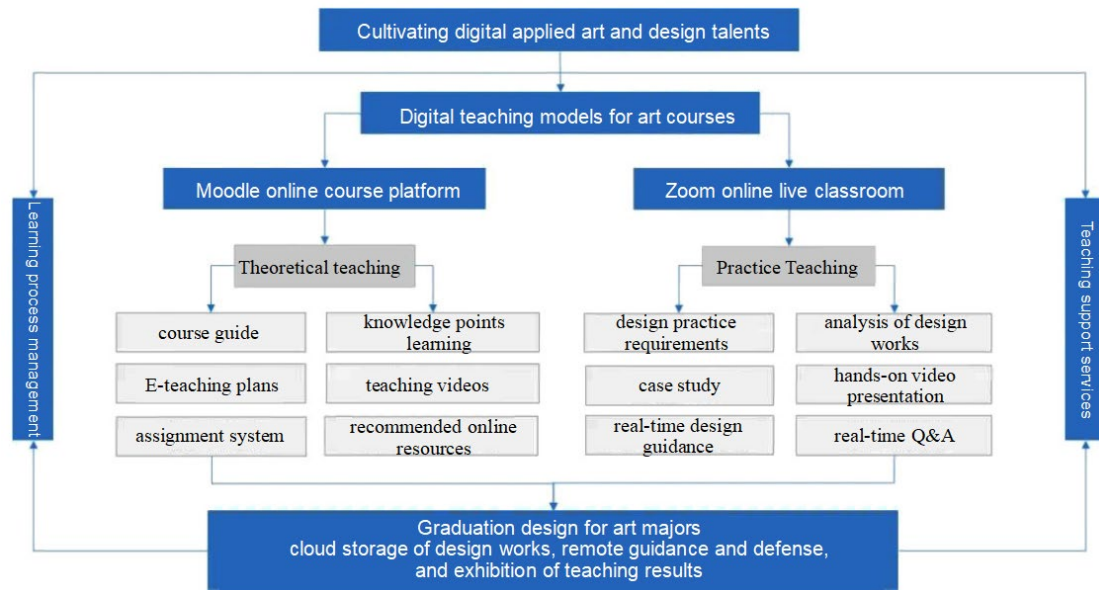 Cultivating digital applied art and design talents
Digital teaching models for art courses
Moodle online course platform
Zoom online live classroom
Learning process management
Teaching support services
Theoretical teaching
Practice Teaching
course guide
knowledge points
learning
design practice
requirements
analysis of design
works
E-teaching plans
teaching videos
case study
hands-on video
presentation
assignment system
recommended online
resources
real-time design
guidance
real-time Q&A
Graduation design for art majors
cloud storage of design works, remote guidance and defense,
and exhibition of teaching results